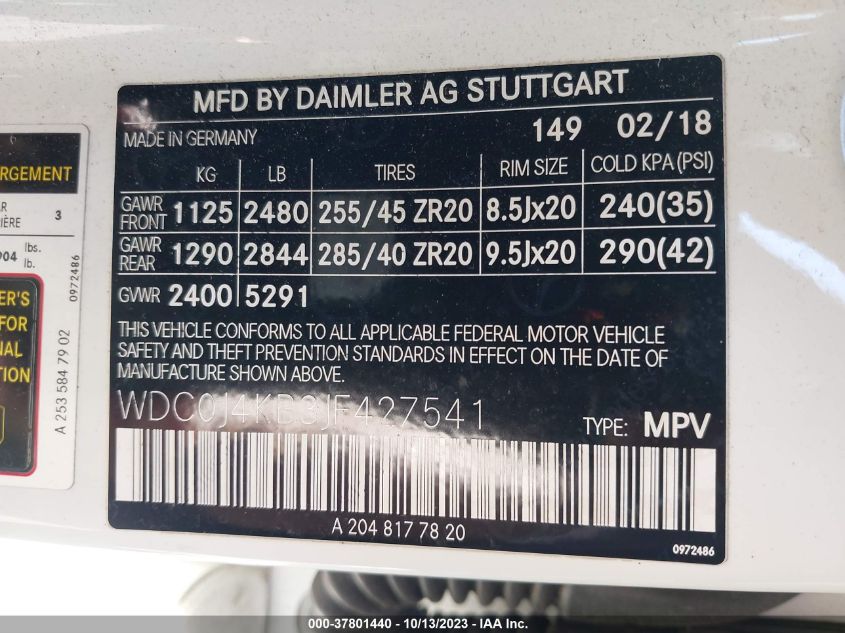 MFD BY DAIMLER AG STUTTGART
MADE IN GERMANY 149 02/18
KG LB TIRES RIM SIZE COLD KPA(PSI)
GAWR FRONT 1125 2480 255/45 ZR20 8.5Jx20 240(35)
GAWR REAR 1290 2844 285/40 ZR20 9.5Jx20 290(42)
GVWR 2400 5291
THIS VEHICLE CONFORMS TO ALL APPLICABLE FEDERAL MOTOR VEHICLE
SAFETY AND THEFT PREVENTION STANDARDS IN EFFECT ON THE DATE OF
MANUFACTURE SHOWN ABOVE.
WDC0J4KB3JF427541
TYPE: MPV
A 204 817 78 20
0972486
RGEMENT
3
lbs.
904 lb.
0972486
ER'S
FOR
A 253 584 79 02
000-37801440 - 10/13/2023 - IAA Inc.